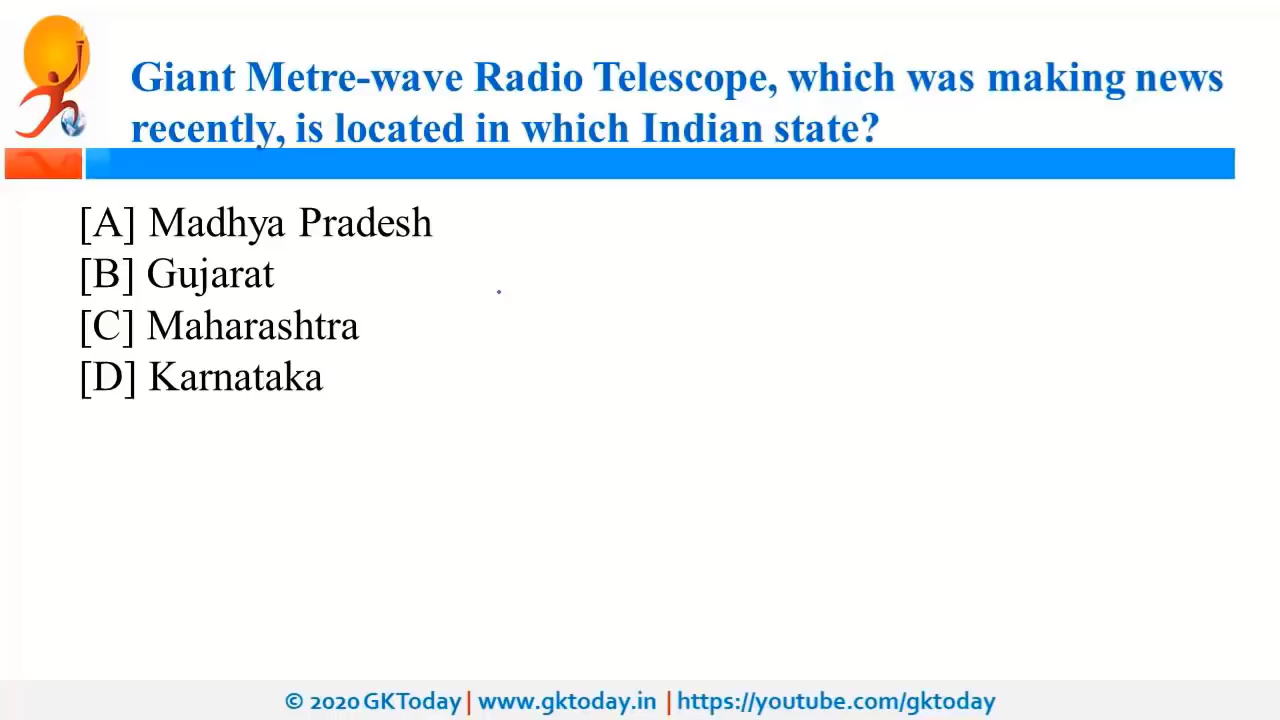 Giant Metre-wave Radio Telescope, which was making news
recently, is located in which Indian state?
[A] Madhya Pradesh
[B] Gujarat
[C] Maharashtra
[D] Karnataka
© 2020 GKToday | www.gktoday.in | https://youtube.com/gktoday